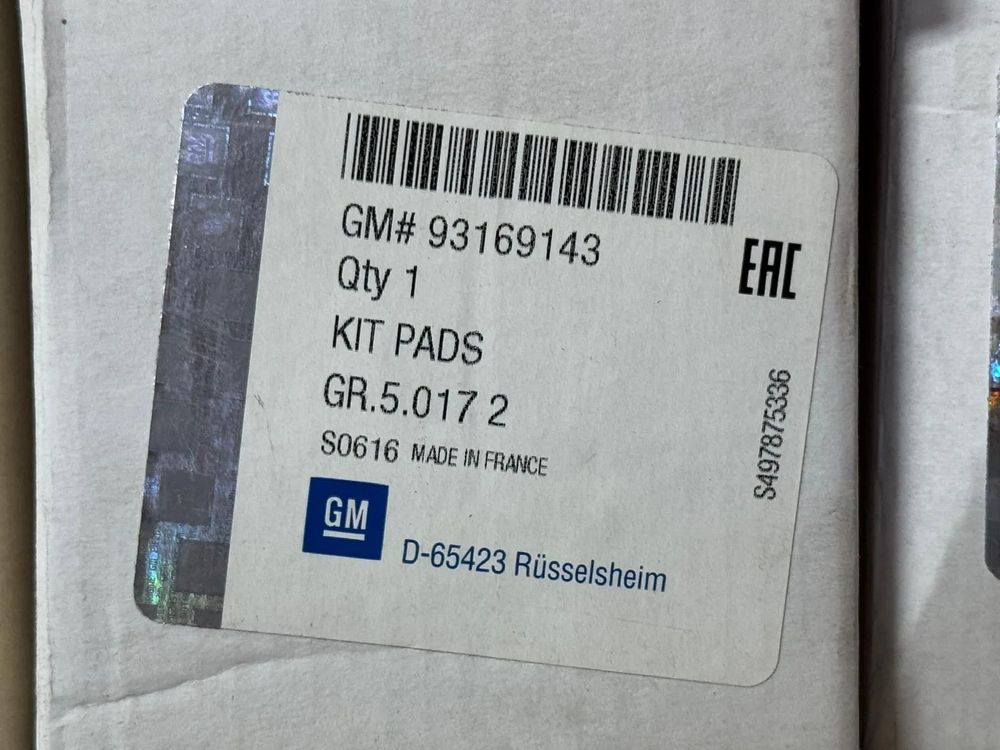 GM# 93169143
Qty 1
EAC
KIT PADS
GR.5.017 2
S0616 MADE IN FRANCE
S497875336
GM
D-65423 Rüsselsheim